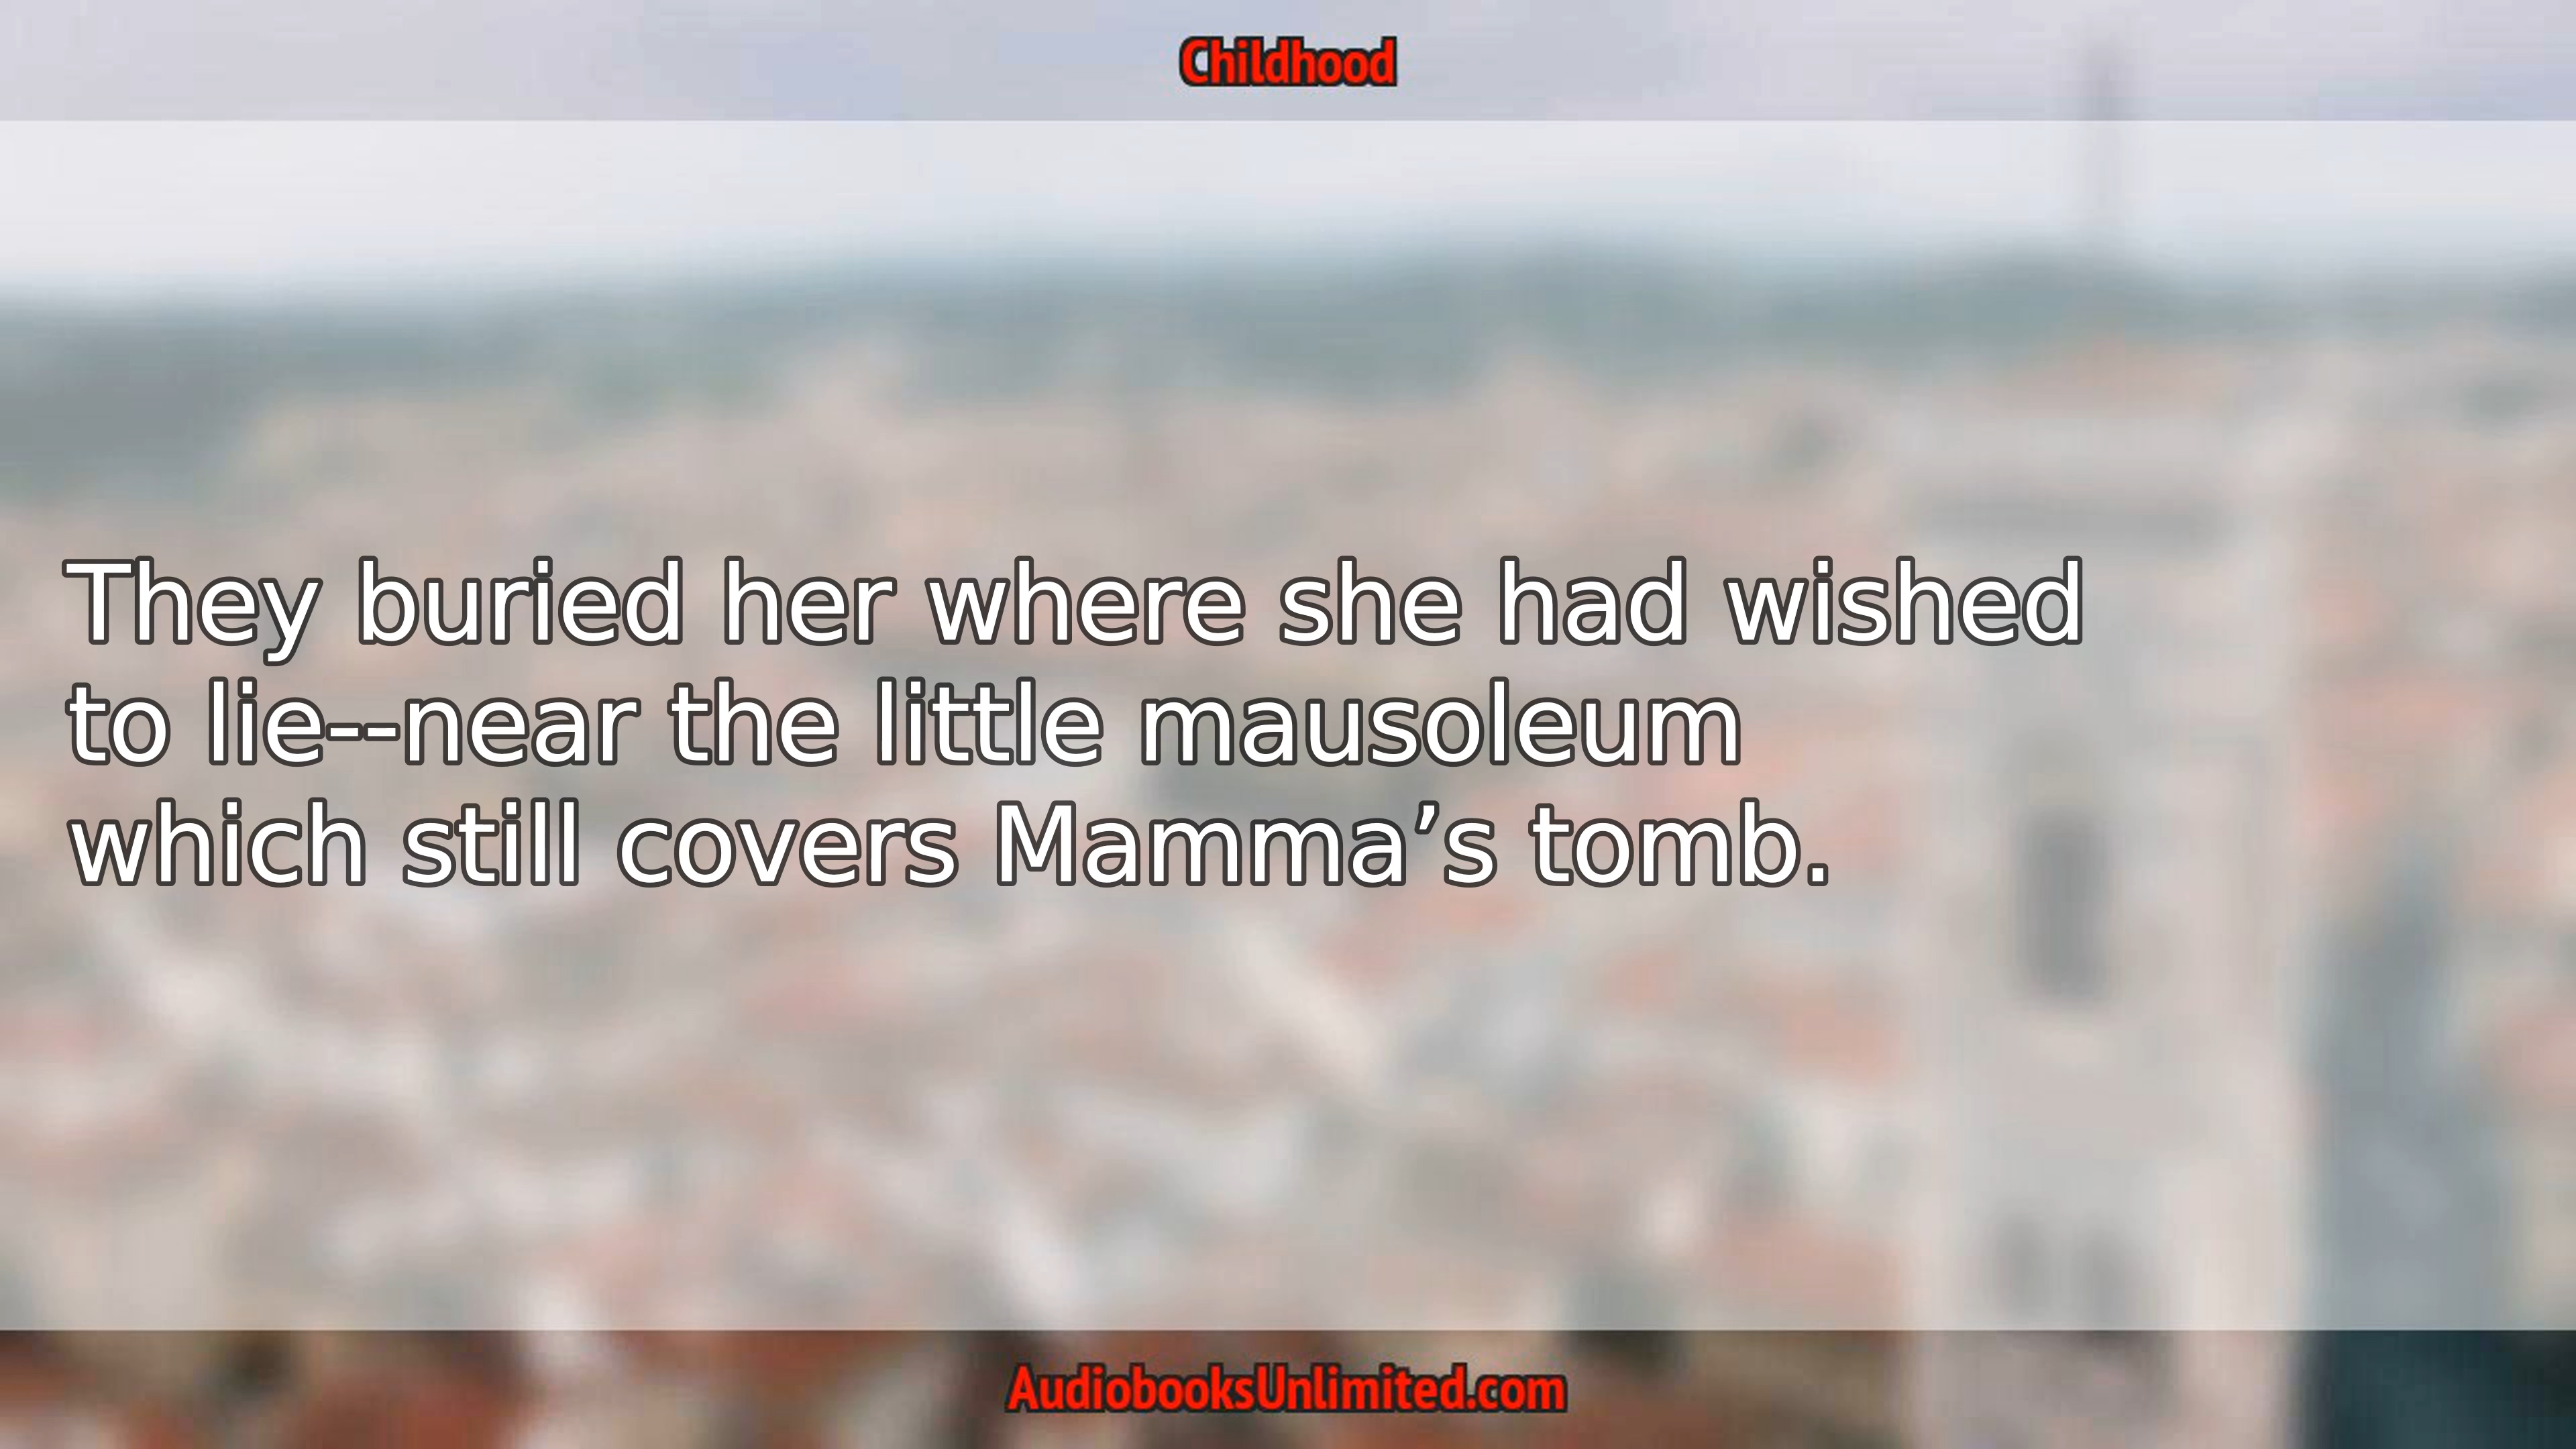 Childhood
They buried her where she had wished
to lie--near the little mausoleum
which still covers Mamma’s tomb.
AudiobooksUnlimited.com